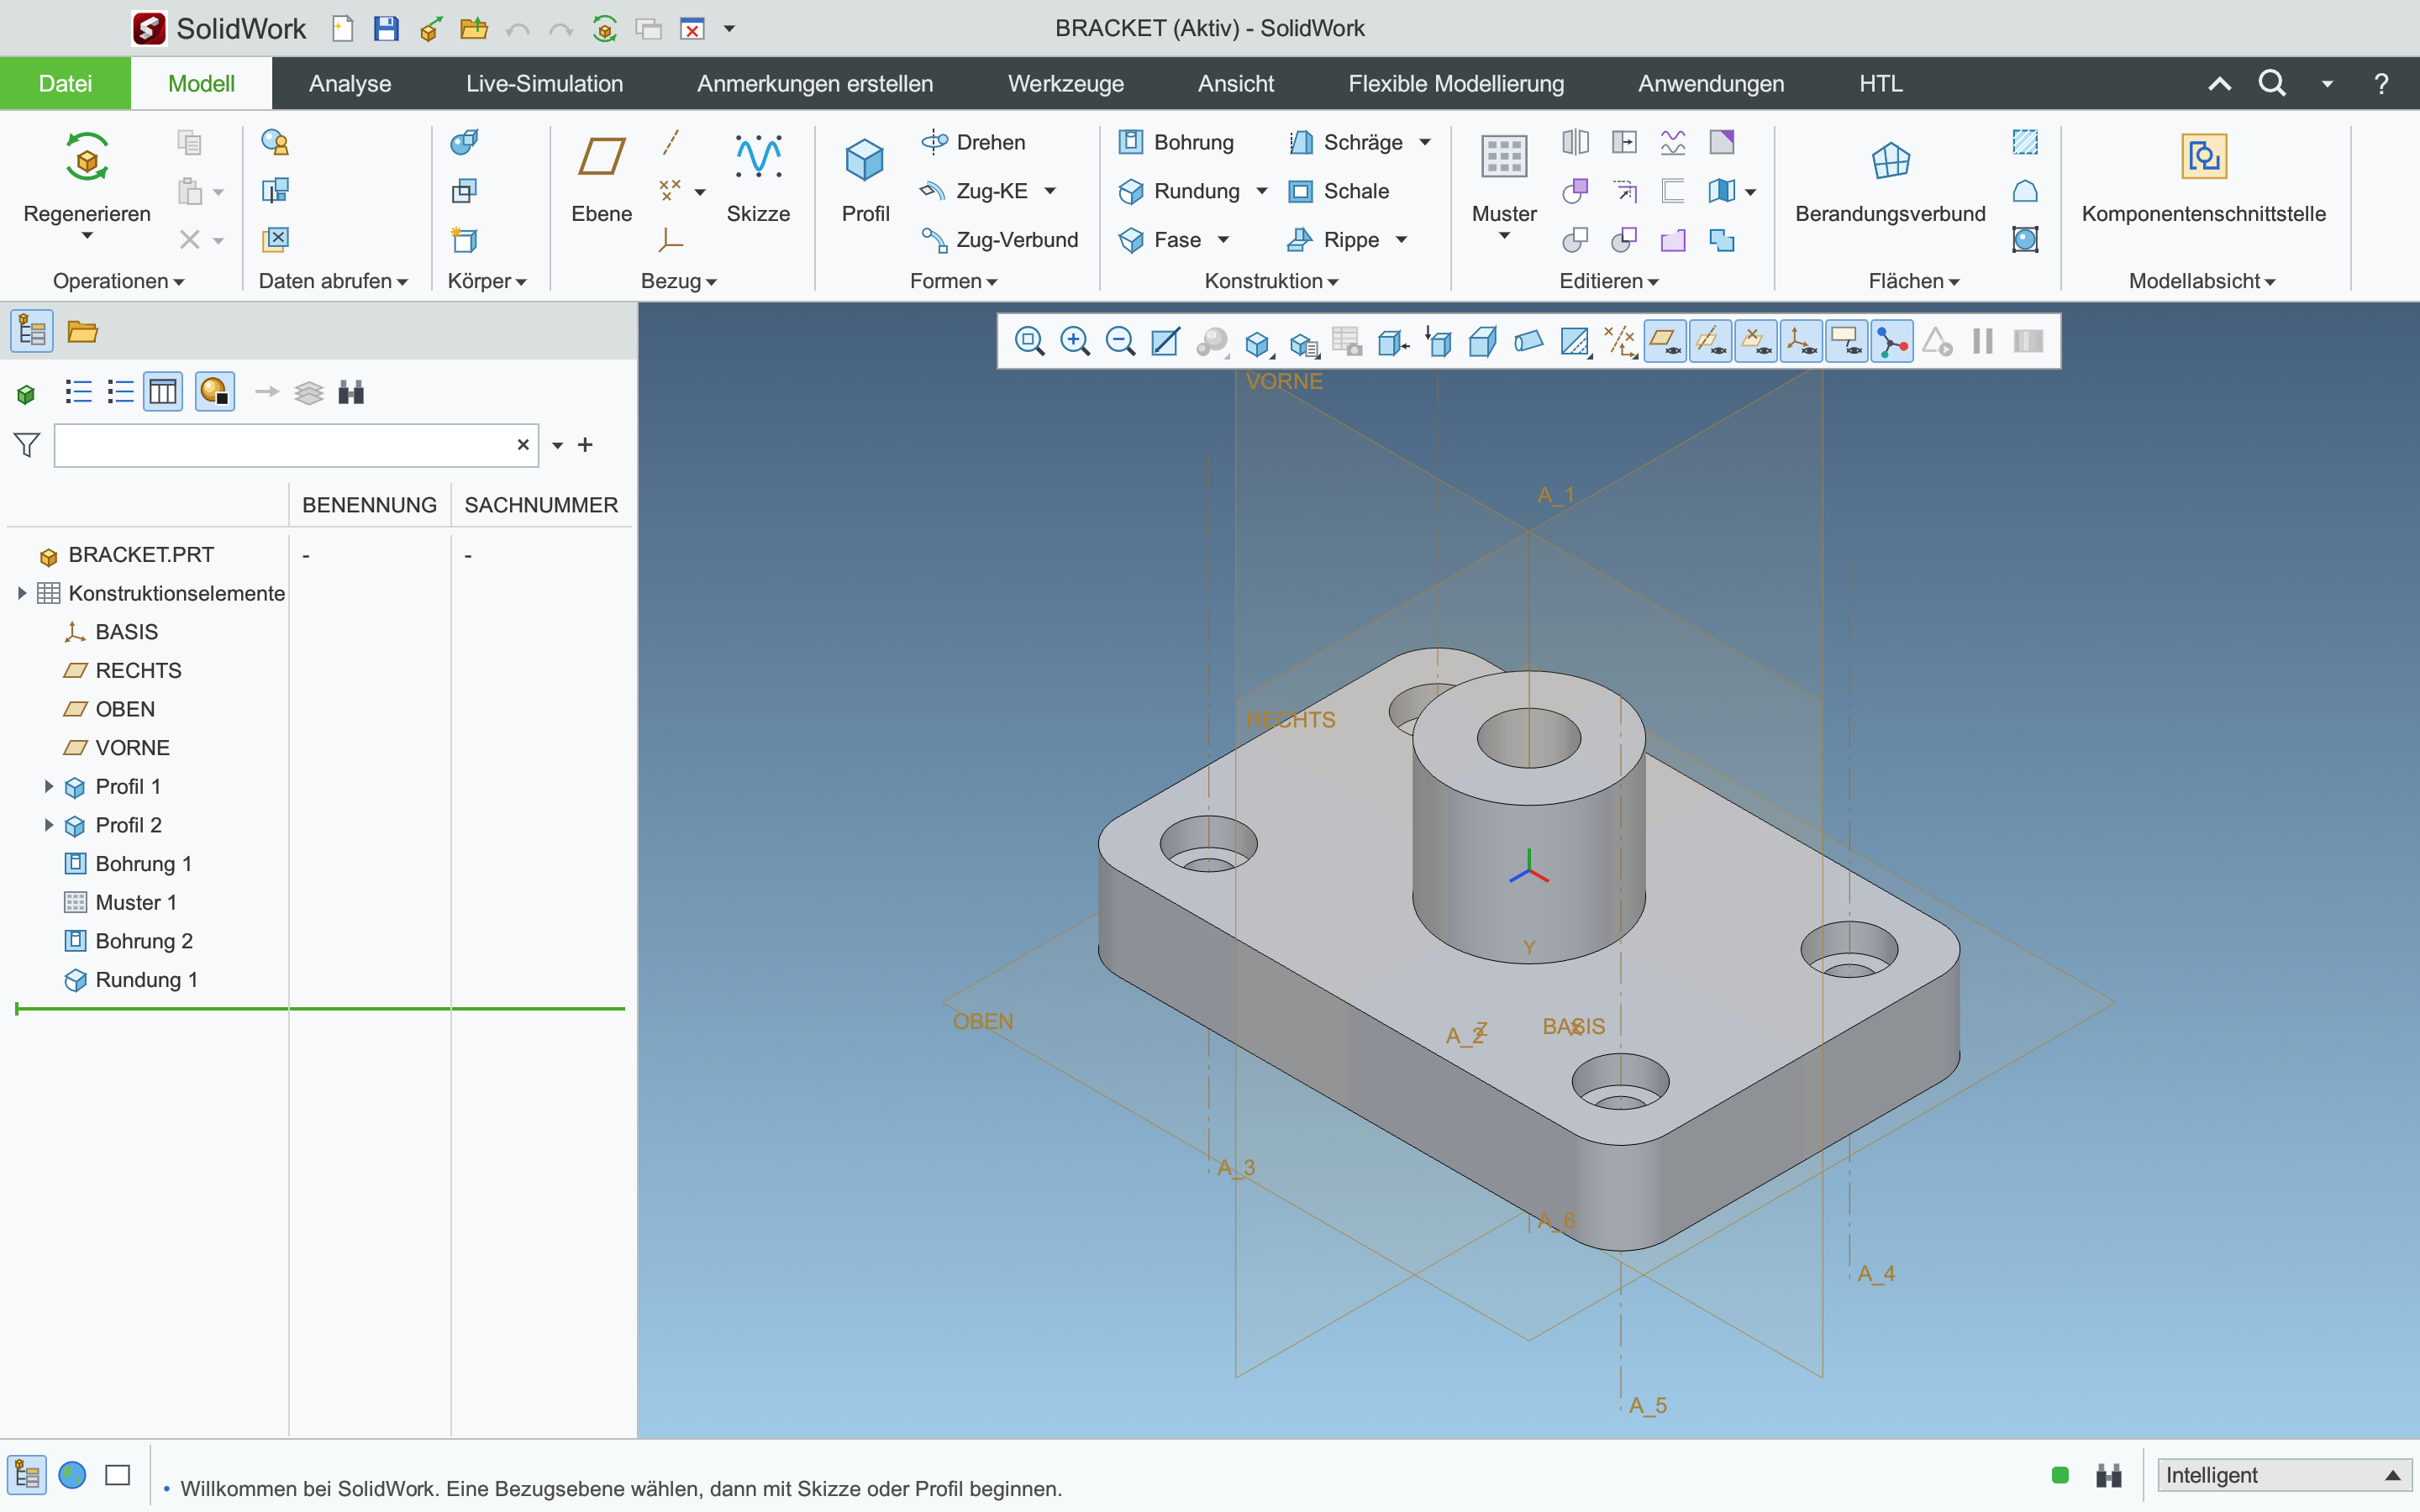 SolidWork
BRACKET (Aktiv) - SolidWork
Datei Modell Analyse Live-Simulation Anmerkungen erstellen Werkzeuge Ansicht Flexible Modellierung Anwendungen HTL ?
Regenerieren
Operationen
Daten abrufen
Körper
Ebene
Skizze
Bezug
Profil
Drehen
Zug-KE
Zug-Verbund
Formen
Bohrung
Schräge
Rundung
Schale
Fase
Rippe
Konstruktion
Muster
Editieren
Berandungsverbund
Flächen
Komponentenschnittstelle
Modellabsicht
BENENNUNG SACHNUMMER
BRACKET.PRT - -
Konstruktionselemente
BASIS
RECHTS
OBEN
VORNE
Profil 1
Profil 2
Bohrung 1
Muster 1
Bohrung 2
Rundung 1
VORNE
A_1
RECHTS
Y
OBEN
A_2
Z
BASIS
X
A_3
A_6
A_4
A_5
• Willkommen bei SolidWork. Eine Bezugsebene wählen, dann mit Skizze oder Profil beginnen.
Intelligent